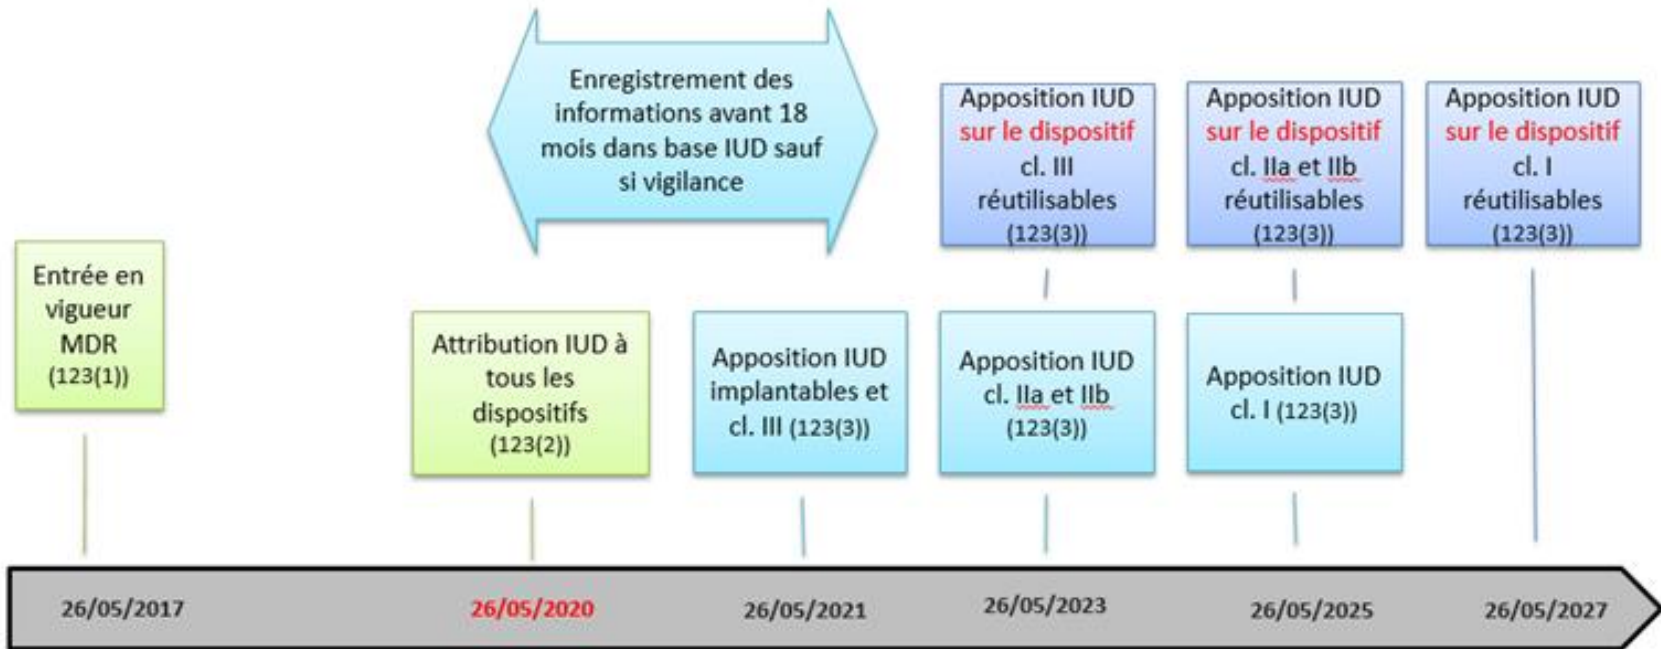 Enregistrement des
informations avant 18
mois dans base IUD sauf
si vigilance
Apposition IUD
sur le dispositif
cl. III
réutilisables
(123(3))
Apposition IUD
sur le dispositif
cl. IIa et IIb
réutilisables
(123(3))
Apposition IUD
sur le dispositif
cl. I
réutilisables
(123(3))
Entrée en
vigueur
MDR
(123(1))
Attribution IUD à
tous les
dispositifs
(123(2))
Apposition IUD
implantables et
cl. III (123(3))
Apposition IUD
cl. IIa et IIb
(123(3))
Apposition IUD
cl. I (123(3))
26/05/2017
26/05/2020
26/05/2021
26/05/2023
26/05/2025
26/05/2027